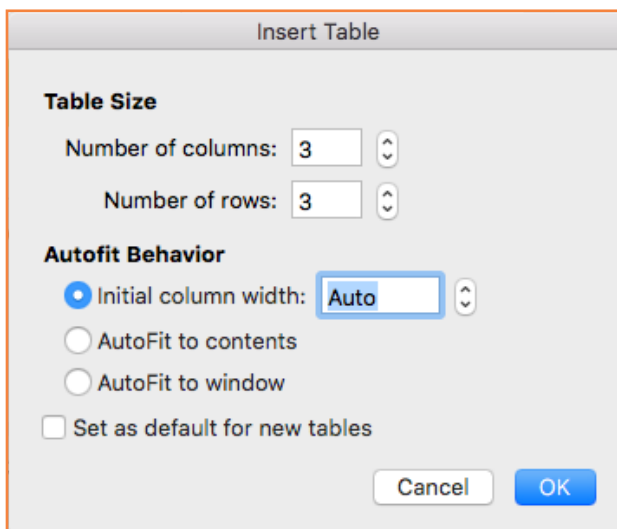 Insert Table
Table Size
Number of columns: 3
Number of rows: 3
Autofit Behavior
Initial column width: Auto
AutoFit to contents
AutoFit to window
Set as default for new tables
Cancel OK